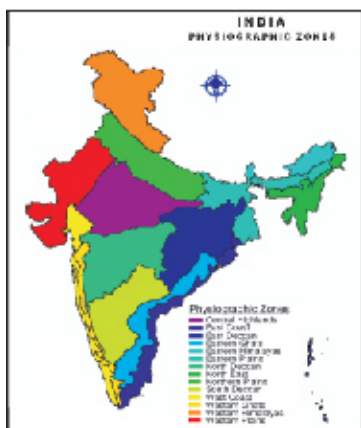 INDIA
PHYSIOGRAPHIC ZONES
Physiographic Zones
Central Highlands
East Coast
East Deccan
Eastern Ghats
Eastern Himalayas
Eastern Plains
North Deccan
North East
Northern Plains
South Deccan
West Coast
Western Ghats
Western Himalayas
Western Plains